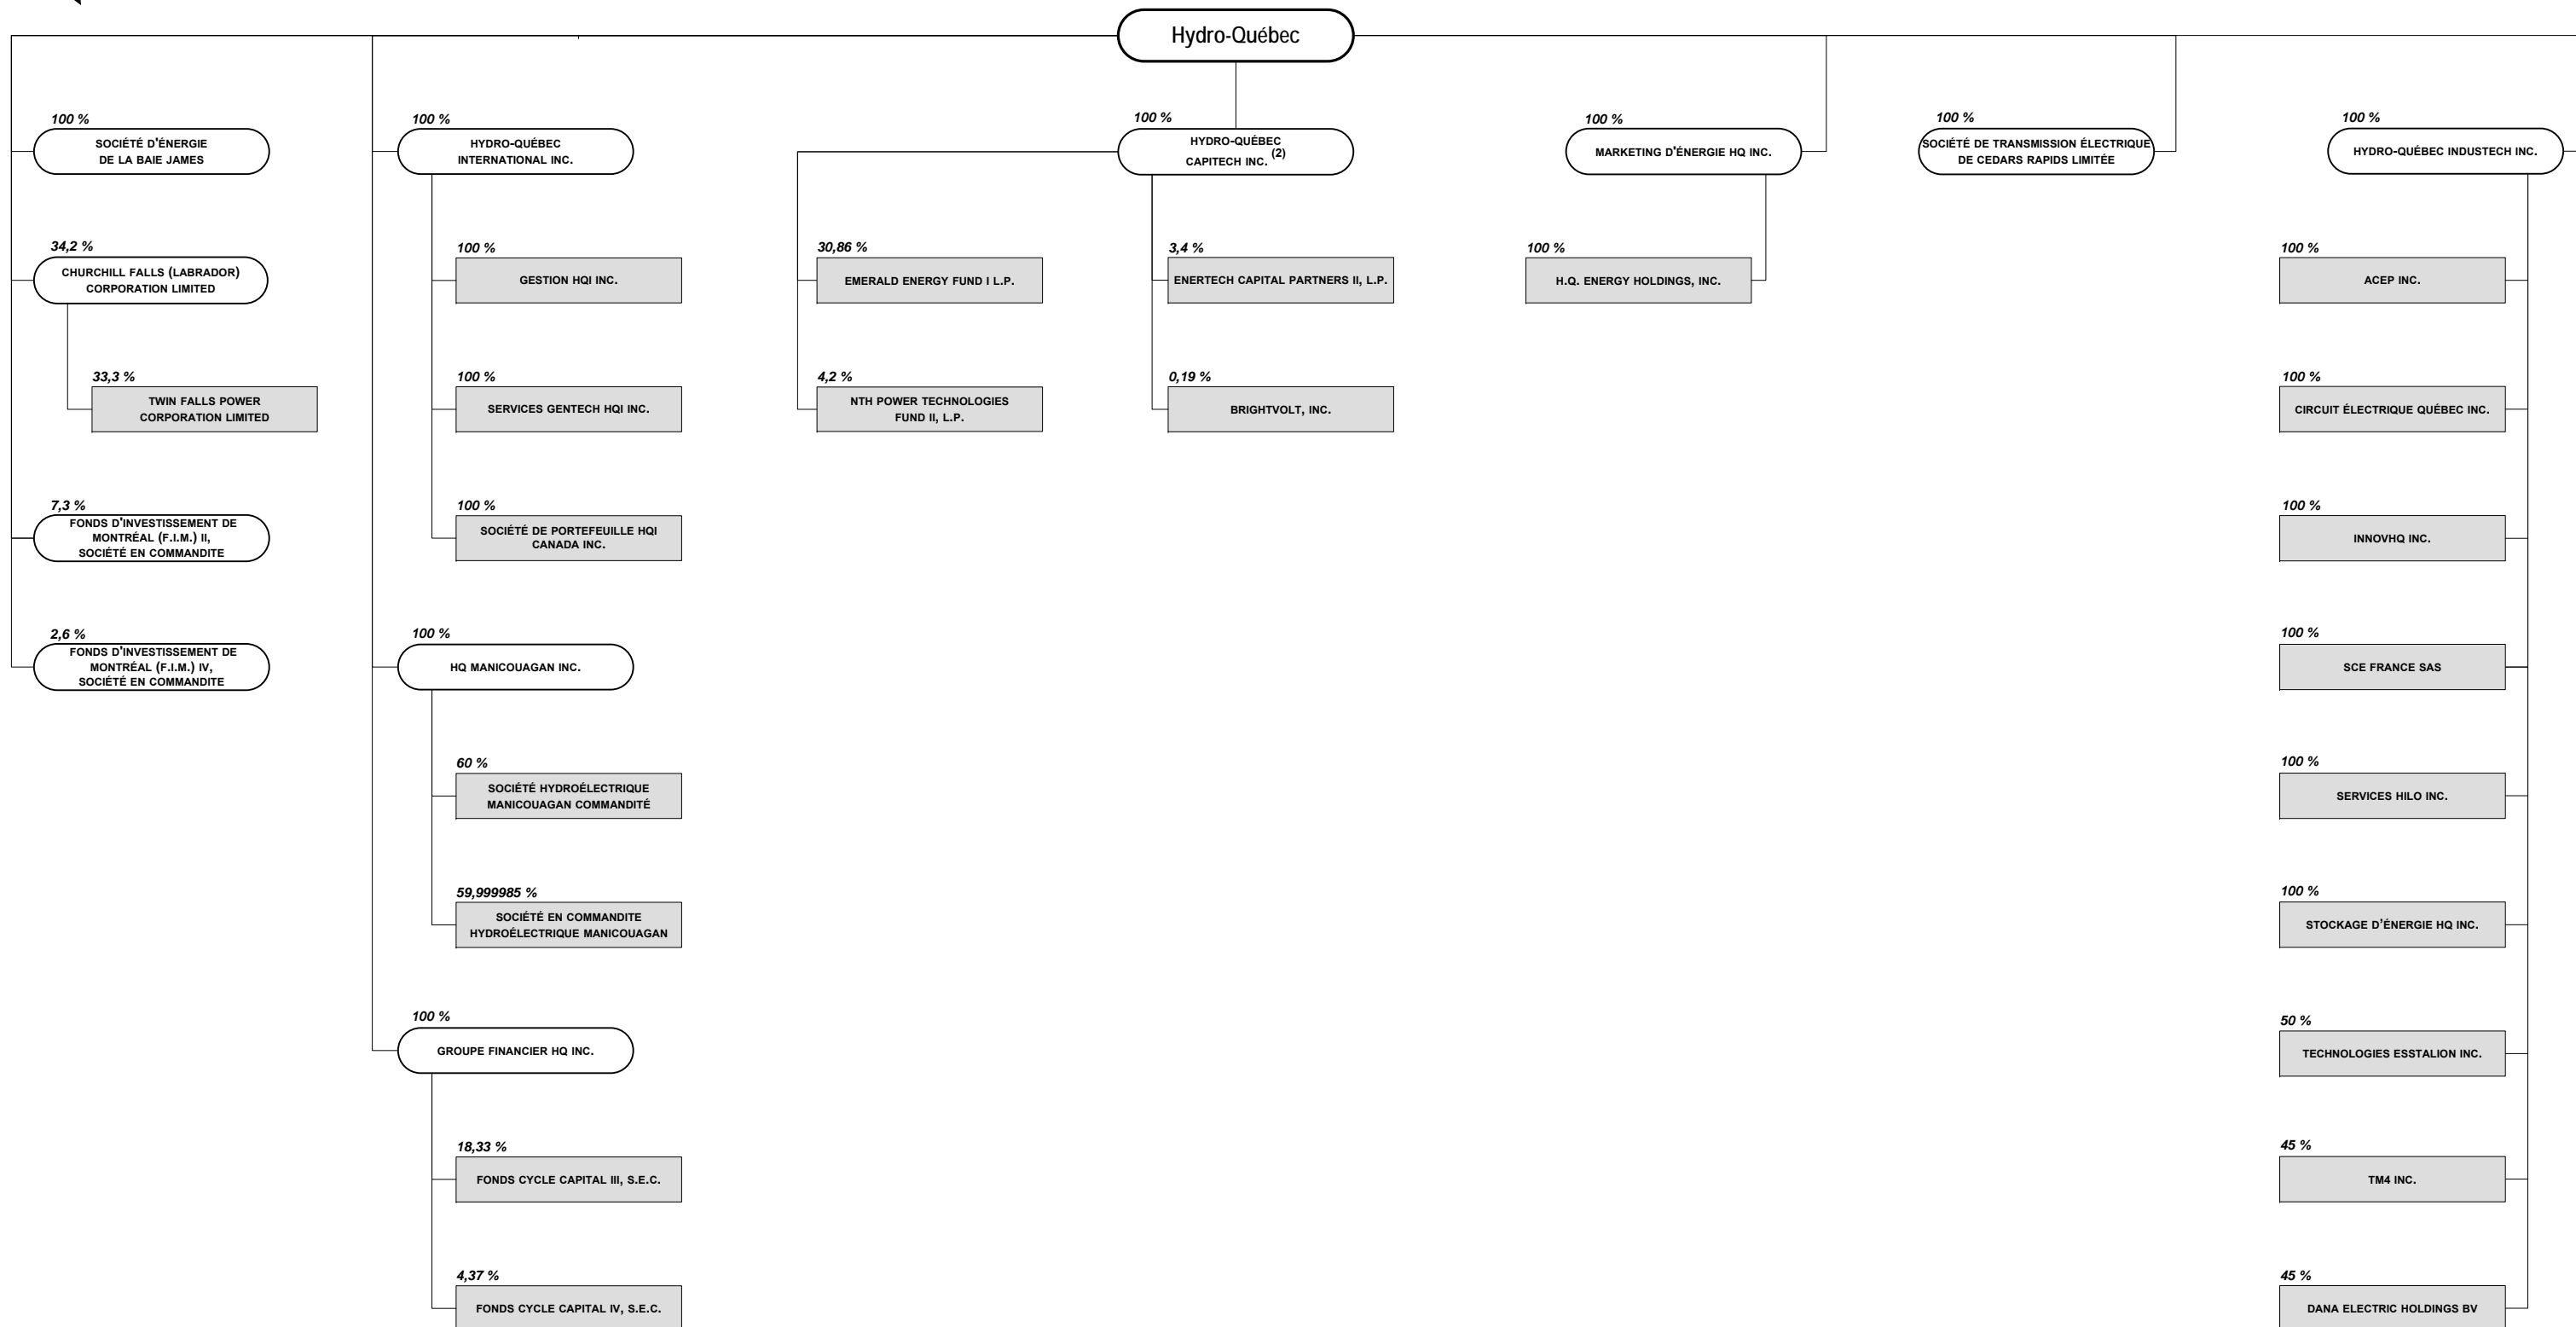 Hydro-Québec
100 %
SOCIÉTÉ D'ÉNERGIE
DE LA BAIE JAMES
34,2 %
CHURCHILL FALLS (LABRADOR)
CORPORATION LIMITED
33,3 %
TWIN FALLS POWER
CORPORATION LIMITED
7,3 %
FONDS D'INVESTISSEMENT DE
MONTRÉAL (F.I.M.) II,
SOCIÉTÉ EN COMMANDITE
2,6 %
FONDS D'INVESTISSEMENT DE
MONTRÉAL (F.I.M.) IV,
SOCIÉTÉ EN COMMANDITE
100 %
HYDRO-QUÉBEC
INTERNATIONAL INC.
100 %
GESTION HQI INC.
100 %
SERVICES GENTECH HQI INC.
100 %
SOCIÉTÉ DE PORTEFEUILLE HQI
CANADA INC.
100 %
HQ MANICOUAGAN INC.
60 %
SOCIÉTÉ HYDROÉLECTRIQUE
MANICOUAGAN COMMANDITÉ
59,999985 %
SOCIÉTÉ EN COMMANDITE
HYDROÉLECTRIQUE MANICOUAGAN
100 %
GROUPE FINANCIER HQ INC.
18,33 %
FONDS CYCLE CAPITAL III, S.E.C.
4,37 %
FONDS CYCLE CAPITAL IV, S.E.C.
100 %
HYDRO-QUÉBEC
CAPITECH INC. (2)
30,86 %
EMERALD ENERGY FUND I L.P.
4,2 %
NTH POWER TECHNOLOGIES
FUND II, L.P.
3,4 %
ENERTECH CAPITAL PARTNERS II, L.P.
0,19 %
BRIGHTVOLT, INC.
100 %
MARKETING D'ÉNERGIE HQ INC.
100 %
H.Q. ENERGY HOLDINGS, INC.
100 %
SOCIÉTÉ DE TRANSMISSION ÉLECTRIQUE
DE CEDARS RAPIDS LIMITÉE
100 %
HYDRO-QUÉBEC INDUSTECH INC.
100 %
ACEP INC.
100 %
CIRCUIT ÉLECTRIQUE QUÉBEC INC.
100 %
INNOVHQ INC.
100 %
SCE FRANCE SAS
100 %
SERVICES HILO INC.
100 %
STOCKAGE D'ÉNERGIE HQ INC.
50 %
TECHNOLOGIES ESSTALION INC.
45 %
TM4 INC.
45 %
DANA ELECTRIC HOLDINGS BV